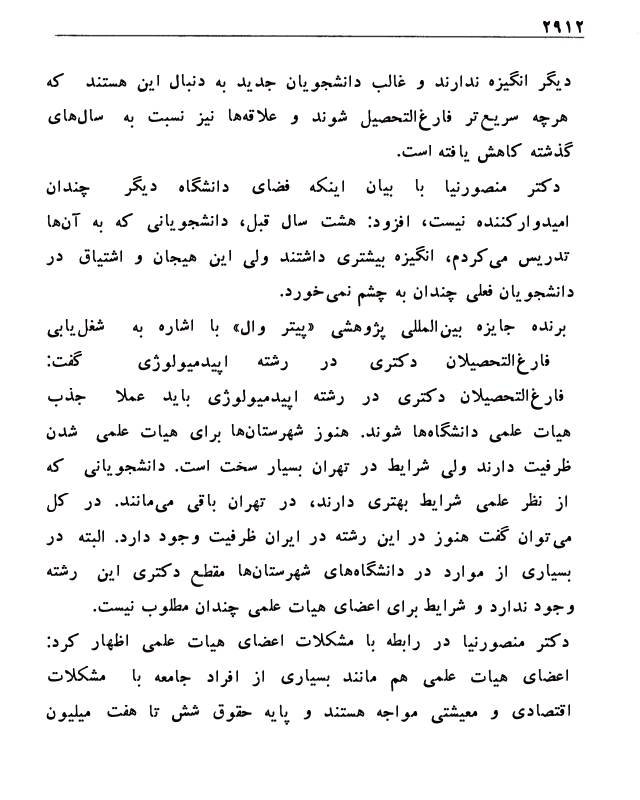 ۲۹۱۲
دیگر انگیزه ندارند و غالب دانشجویان جدید به دنبال این هستند که
هرچه سریع‌تر فارغ‌التحصیل شوند و علاقه‌ها نیز نسبت به سال‌های
گذشته کاهش یافته است.
دکتر منصورنیا با بیان اینکه فضای دانشگاه دیگر چندان
امیدوارکننده نیست، افزود: هشت سال قبل، دانشجویانی که به آن‌ها
تدریس می‌کردم، انگیزه بیشتری داشتند ولی این هیجان و اشتیاق در
دانشجویان فعلی چندان به چشم نمی‌خورد.
برنده جایزه بین‌المللی پژوهشی «پیتر وال» با اشاره به شغل‌یابی
فارغ‌التحصیلان دکتری در رشته اپیدمیولوژی گفت:
فارغ‌التحصیلان دکتری در رشته اپیدمیولوژی باید عملا جذب
هیات علمی دانشگاه‌ها شوند. هنوز شهرستان‌ها برای هیات علمی شدن
ظرفیت دارند ولی شرایط در تهران بسیار سخت است. دانشجویانی که
از نظر علمی شرایط بهتری دارند، در تهران باقی می‌مانند. در کل
می‌توان گفت هنوز در این رشته در ایران ظرفیت وجود دارد. البته در
بسیاری از موارد در دانشگاه‌های شهرستان‌ها مقطع دکتری این رشته
وجود ندارد و شرایط برای اعضای هیات علمی چندان مطلوب نیست.
دکتر منصورنیا در رابطه با مشکلات اعضای هیات علمی اظهار کرد:
اعضای هیات علمی هم مانند بسیاری از افراد جامعه با مشکلات
اقتصادی و معیشتی مواجه هستند و پایه حقوق شش تا هفت میلیون